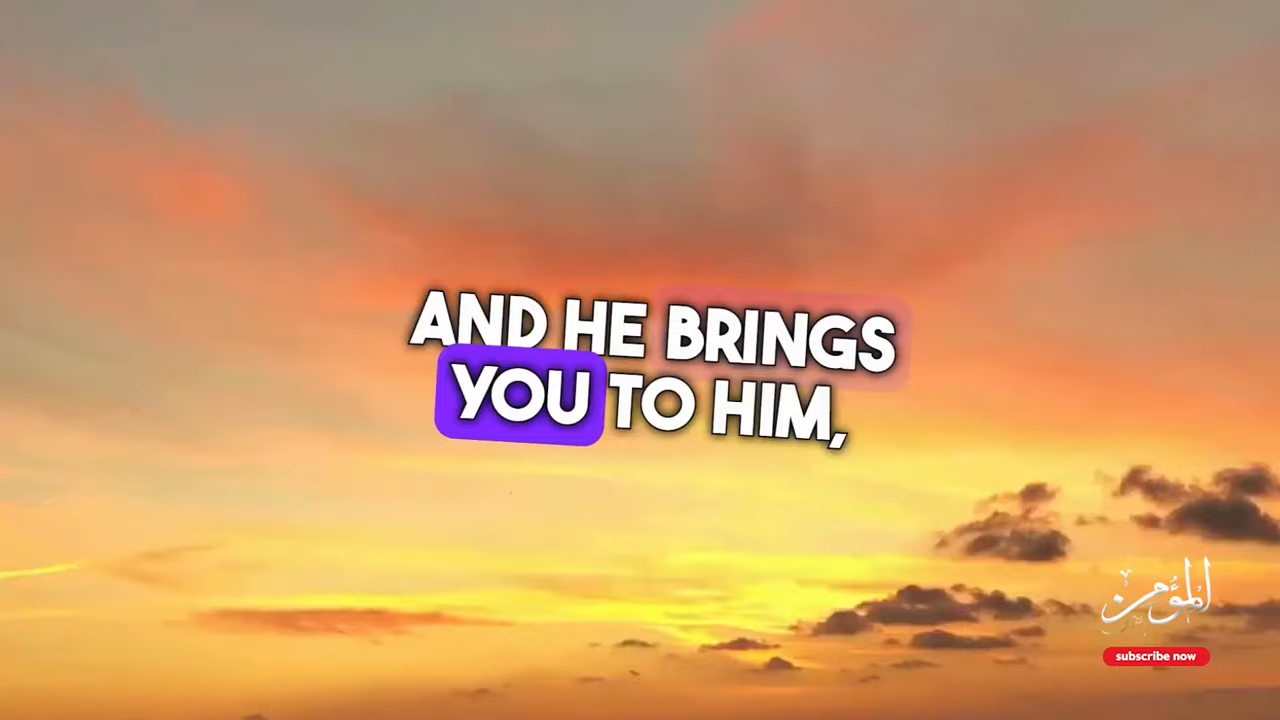 AND HE BRINGS
YOU TO HIM,
المؤمن
subscribe now